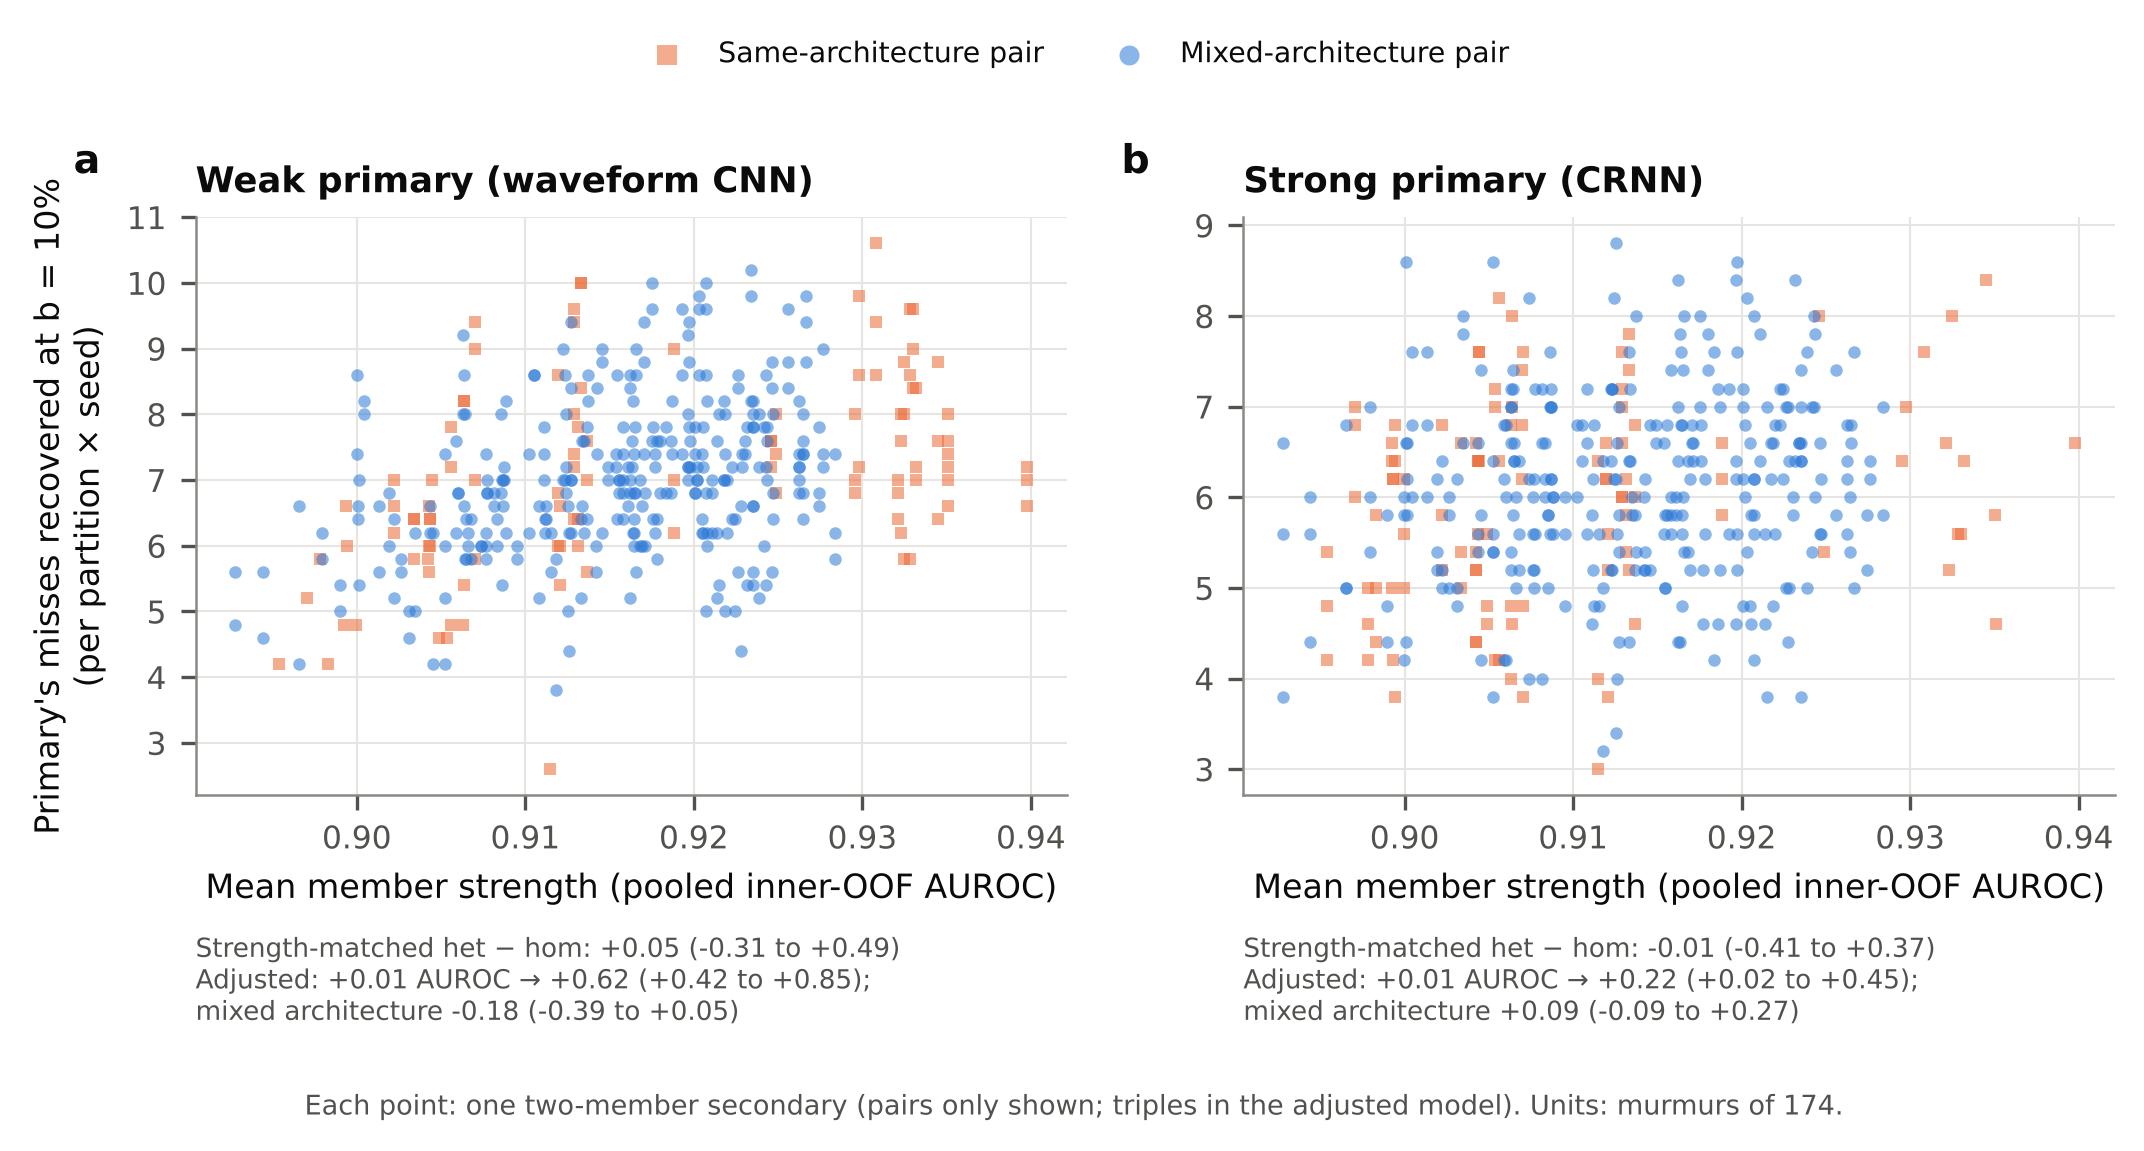 Same-architecture pair
Mixed-architecture pair
a
Weak primary (waveform CNN)
Primary's misses recovered at b = 10%
(per partition × seed)
11
10
9
8
7
6
5
4
3
0.90
0.91
0.92
0.93
0.94
Mean member strength (pooled inner-OOF AUROC)
Strength-matched het − hom: +0.05 (-0.31 to +0.49)
Adjusted: +0.01 AUROC → +0.62 (+0.42 to +0.85);
mixed architecture -0.18 (-0.39 to +0.05)
b
Strong primary (CRNN)
9
8
7
6
5
4
3
0.90
0.91
0.92
0.93
0.94
Mean member strength (pooled inner-OOF AUROC)
Strength-matched het − hom: -0.01 (-0.41 to +0.37)
Adjusted: +0.01 AUROC → +0.22 (+0.02 to +0.45);
mixed architecture +0.09 (-0.09 to +0.27)
Each point: one two-member secondary (pairs only shown; triples in the adjusted model). Units: murmurs of 174.